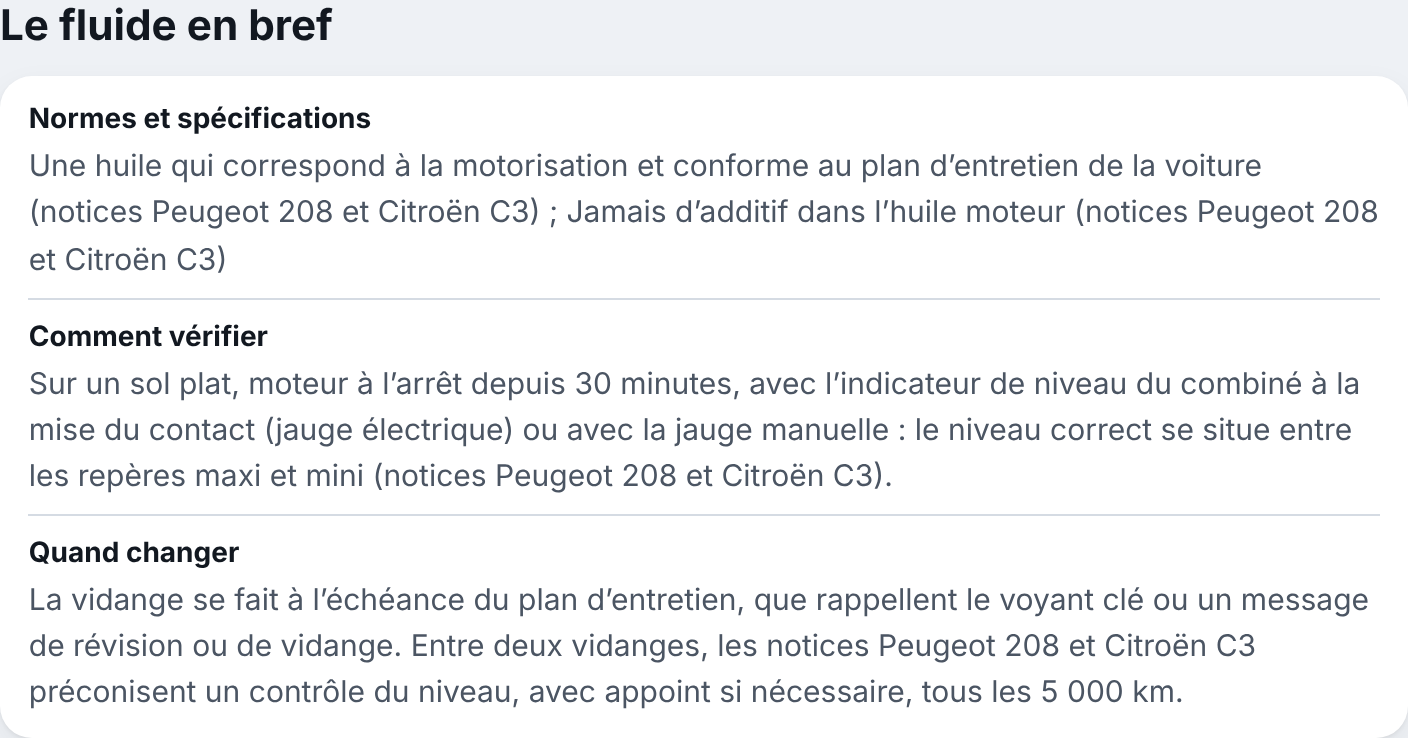 Le fluide en bref
Normes et spécifications
Une huile qui correspond à la motorisation et conforme au plan d’entretien de la voiture
(notices Peugeot 208 et Citroën C3) ; Jamais d’additif dans l’huile moteur (notices Peugeot 208
et Citroën C3)
Comment vérifier
Sur un sol plat, moteur à l’arrêt depuis 30 minutes, avec l’indicateur de niveau du combiné à la
mise du contact (jauge électrique) ou avec la jauge manuelle : le niveau correct se situe entre
les repères maxi et mini (notices Peugeot 208 et Citroën C3).
Quand changer
La vidange se fait à l’échéance du plan d’entretien, que rappellent le voyant clé ou un message
de révision ou de vidange. Entre deux vidanges, les notices Peugeot 208 et Citroën C3
préconisent un contrôle du niveau, avec appoint si nécessaire, tous les 5 000 km.